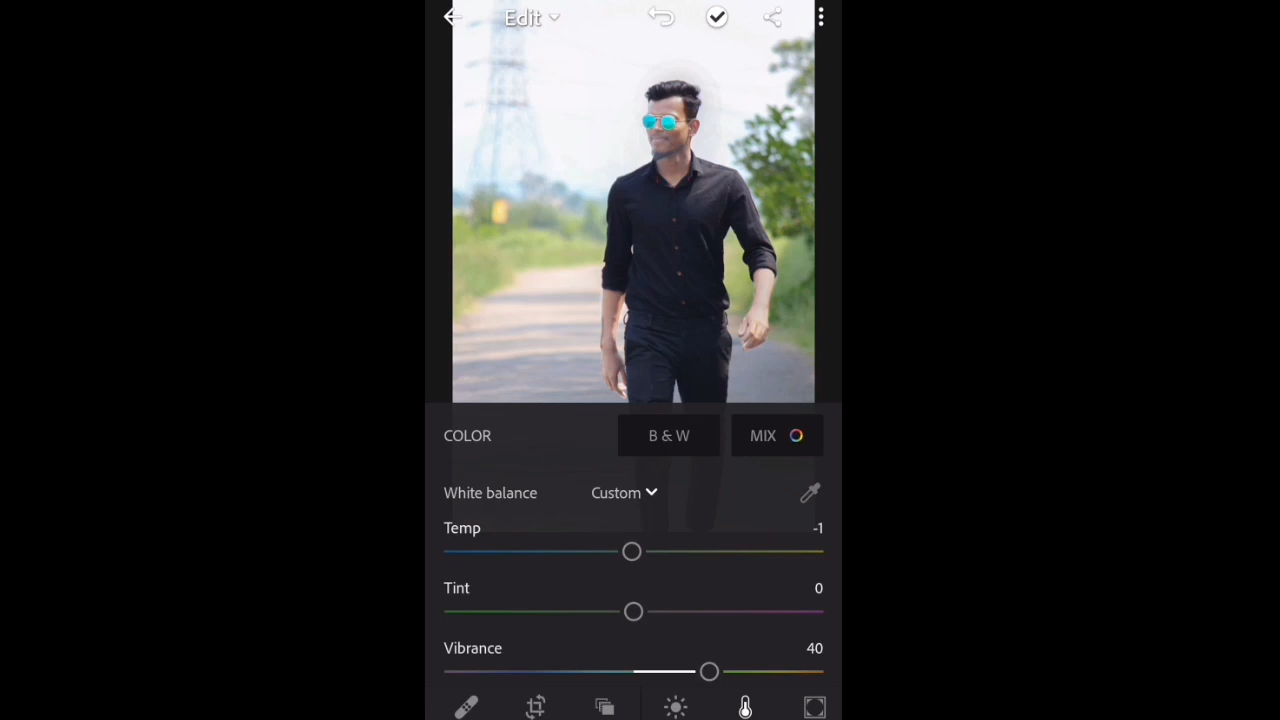 Edit
COLOR
B & W
MIX
White balance
Custom
Temp
-1
Tint
0
Vibrance
40